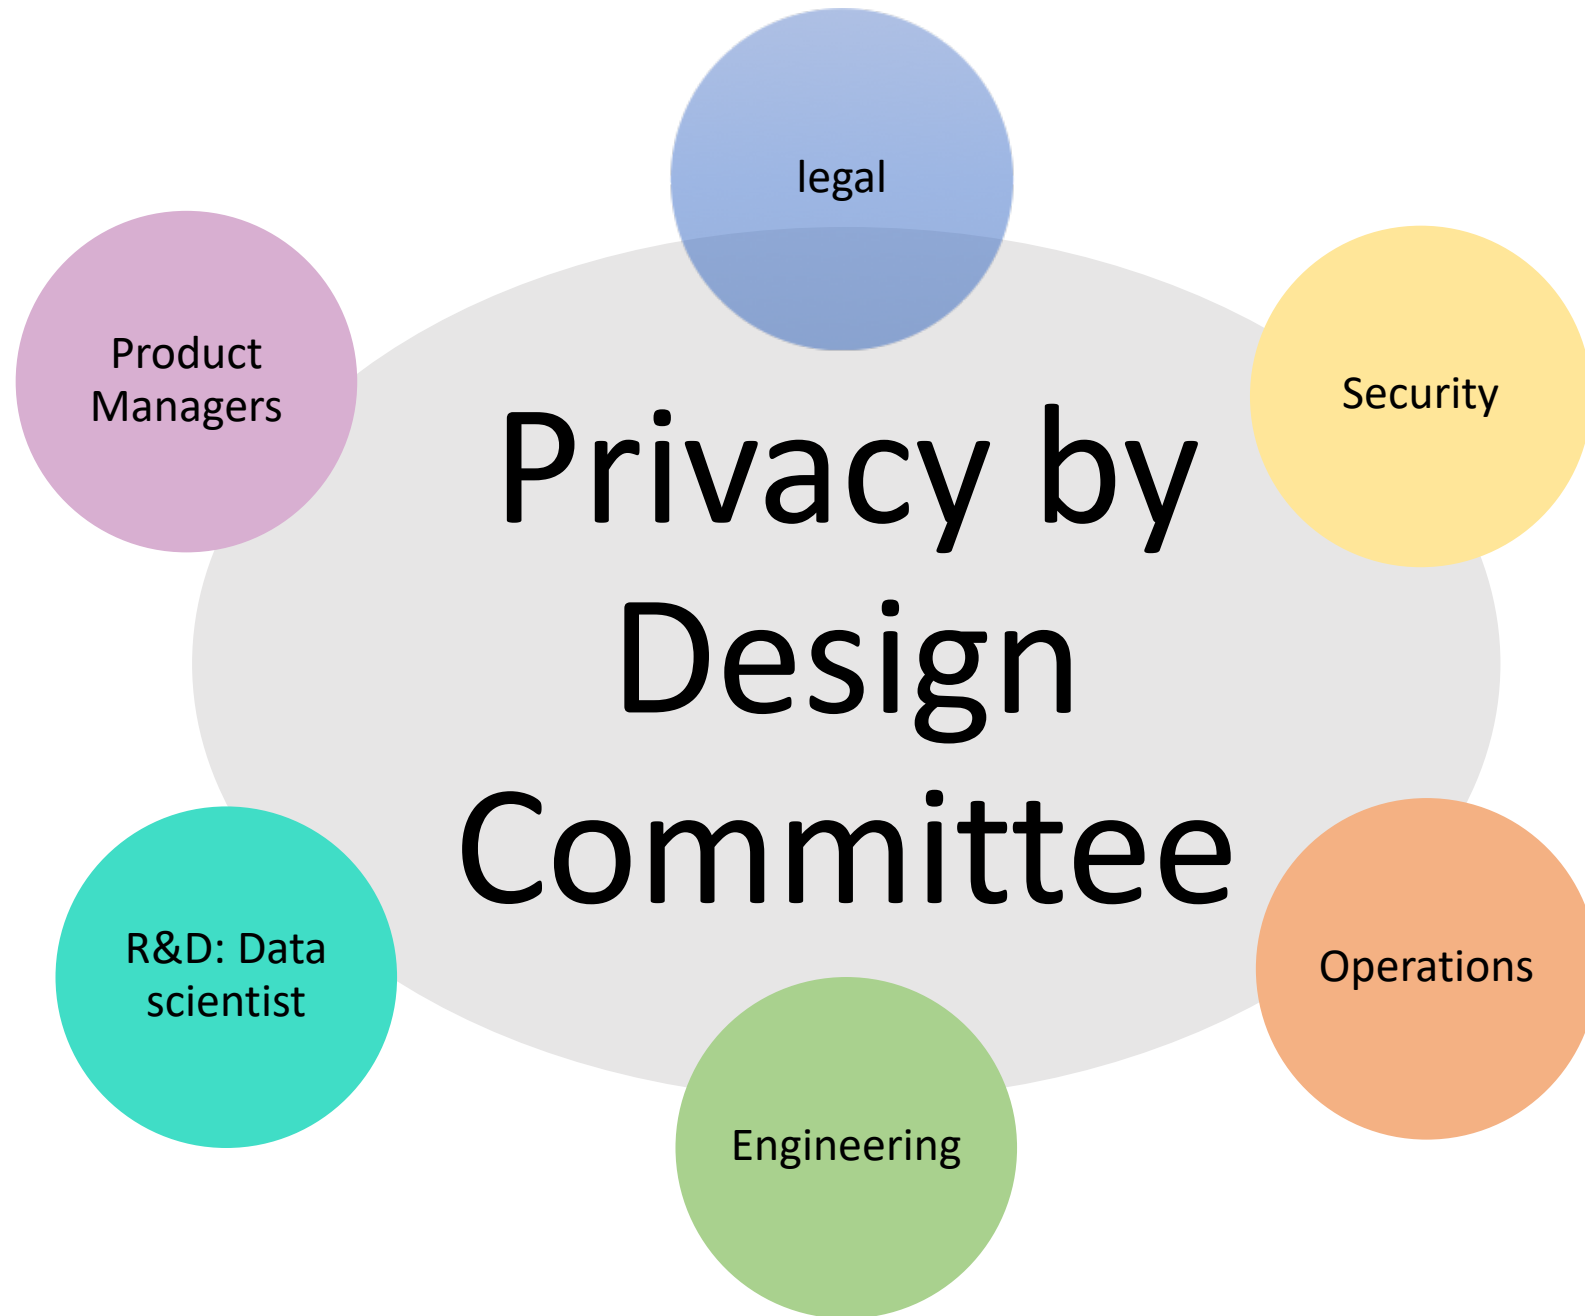 legal
Product
Managers
Security
Privacy by
Design
Committee
R&D: Data
scientist
Operations
Engineering